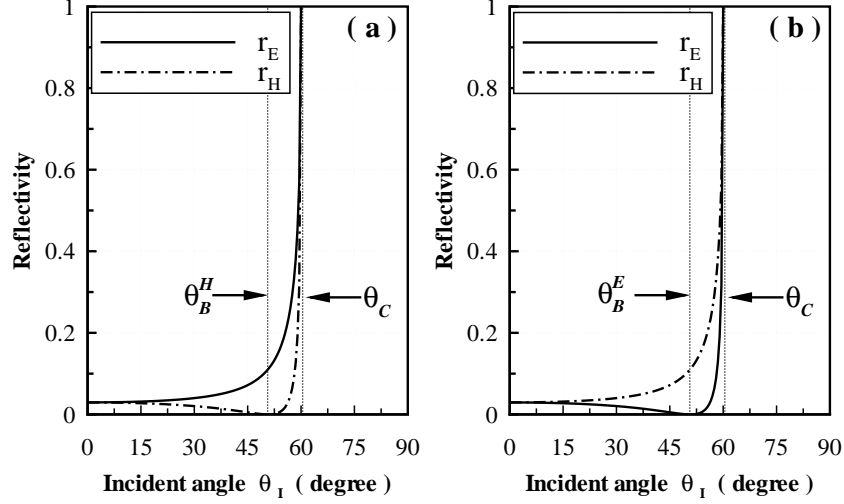 ( a )
r_E
r_H
1
0.8
0.6
0.4
0.2
0
Reflectivity
θ_B^H
θ_C
0 15 30 45 60 75 90
Incident angle θ_I ( degree )
( b )
r_E
r_H
1
0.8
0.6
0.4
0.2
0
Reflectivity
θ_B^E
θ_C
0 15 30 45 60 75 90
Incident angle θ_I ( degree )